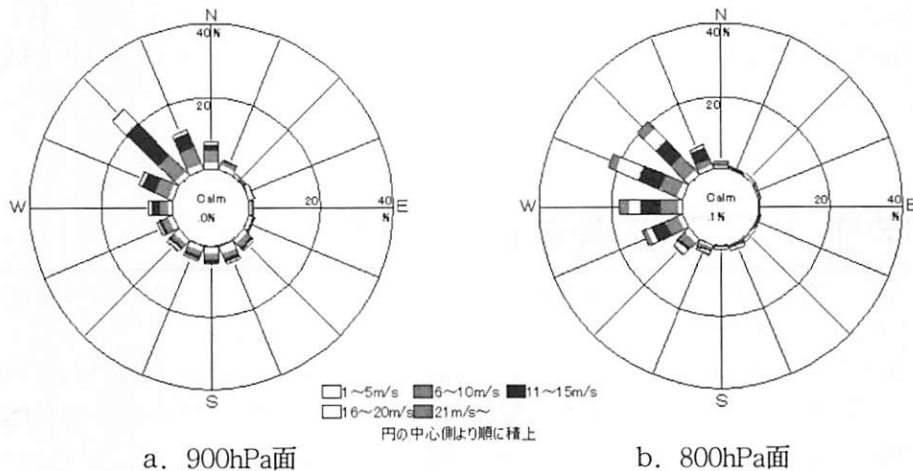 N
40%
20
W
Calm
.0%
20
40
%
E
S
N
40%
20
W
Calm
.1%
20
40
%
E
S
1～5m/s 6～10m/s 11～15m/s
16～20m/s 21m/s～
円の中心側より順に積上
a. 900hPa面
b. 800hPa面